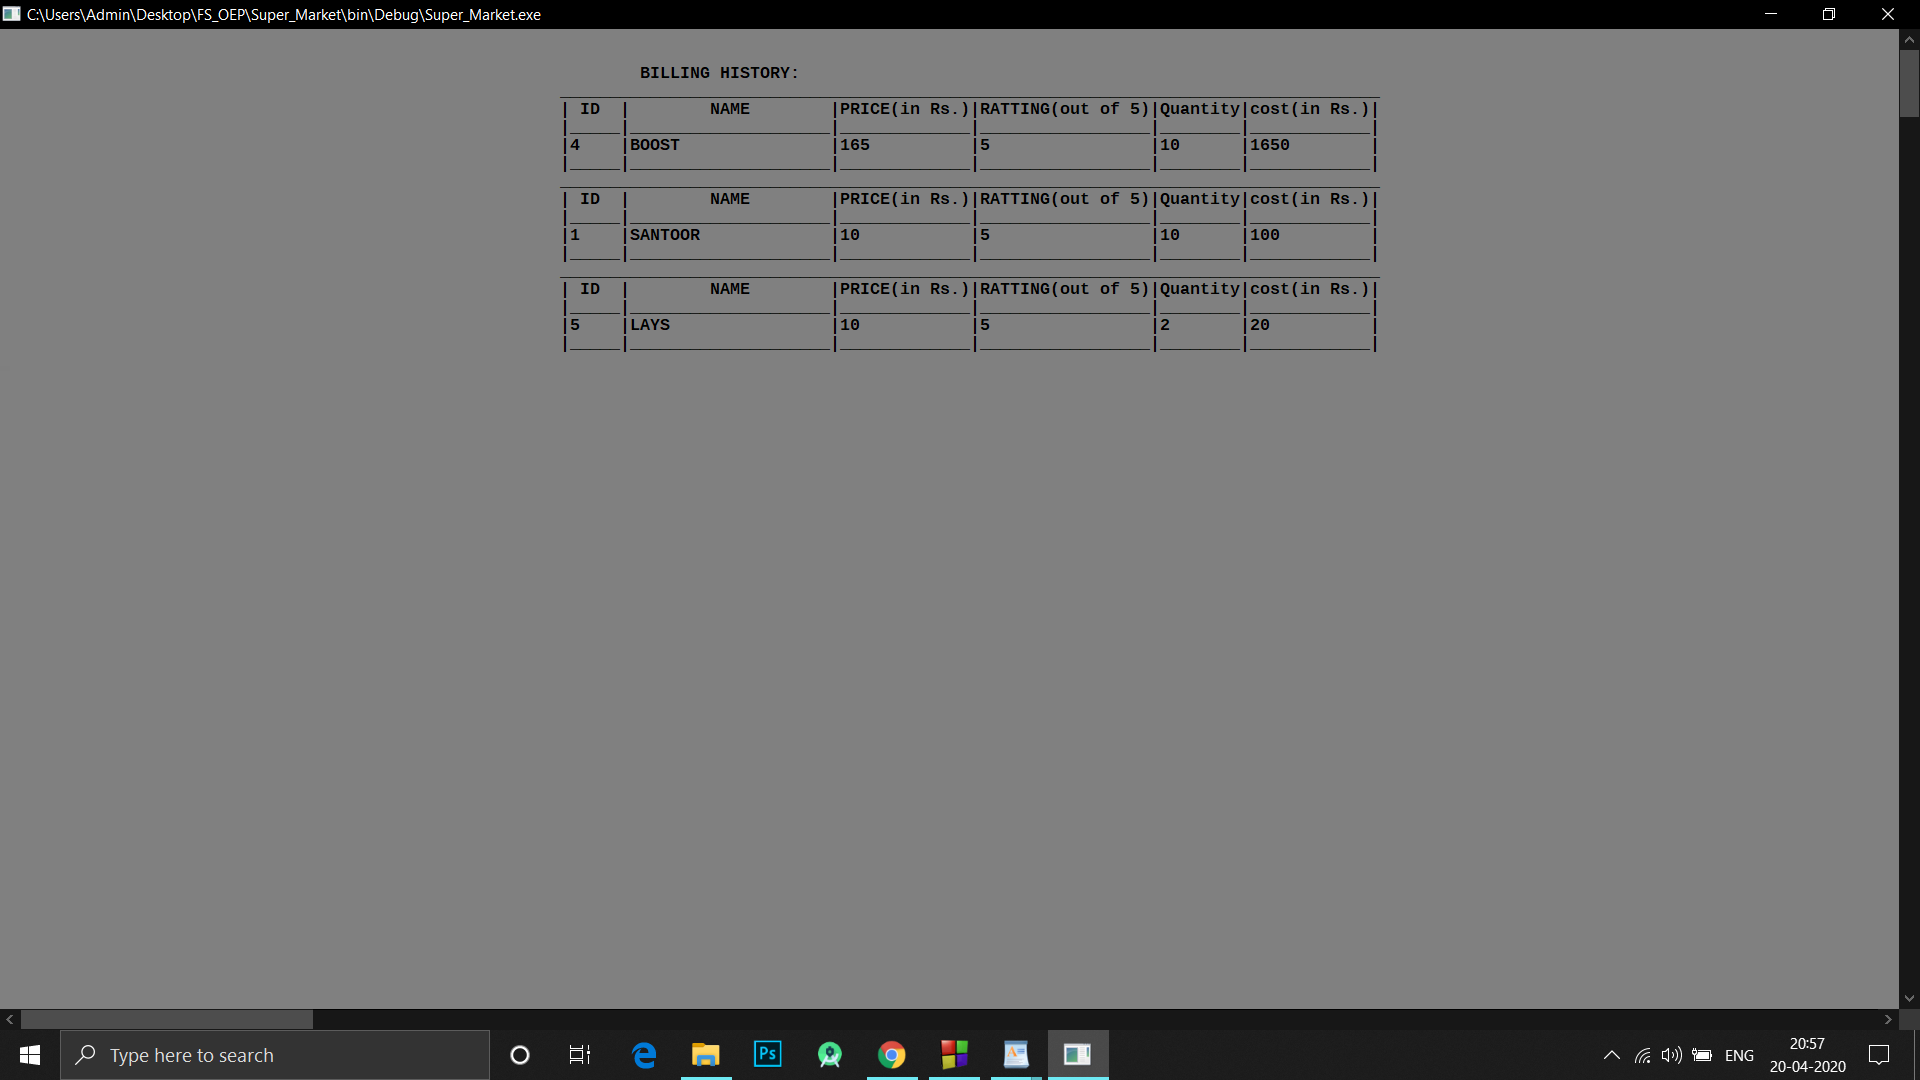 C:\Users\Admin\Desktop\FS_OEP\Super_Market\bin\Debug\Super_Market.exe
BILLING HISTORY:
| ID | NAME |PRICE(in Rs.)|RATTING(out of 5)|Quantity|cost(in Rs.)|
|4 |BOOST |165 |5 |10 |1650 |
| ID | NAME |PRICE(in Rs.)|RATTING(out of 5)|Quantity|cost(in Rs.)|
|1 |SANTOOR |10 |5 |10 |100 |
| ID | NAME |PRICE(in Rs.)|RATTING(out of 5)|Quantity|cost(in Rs.)|
|5 |LAYS |10 |5 |2 |20 |
Type here to search
Ps
ENG
20:57
20-04-2020